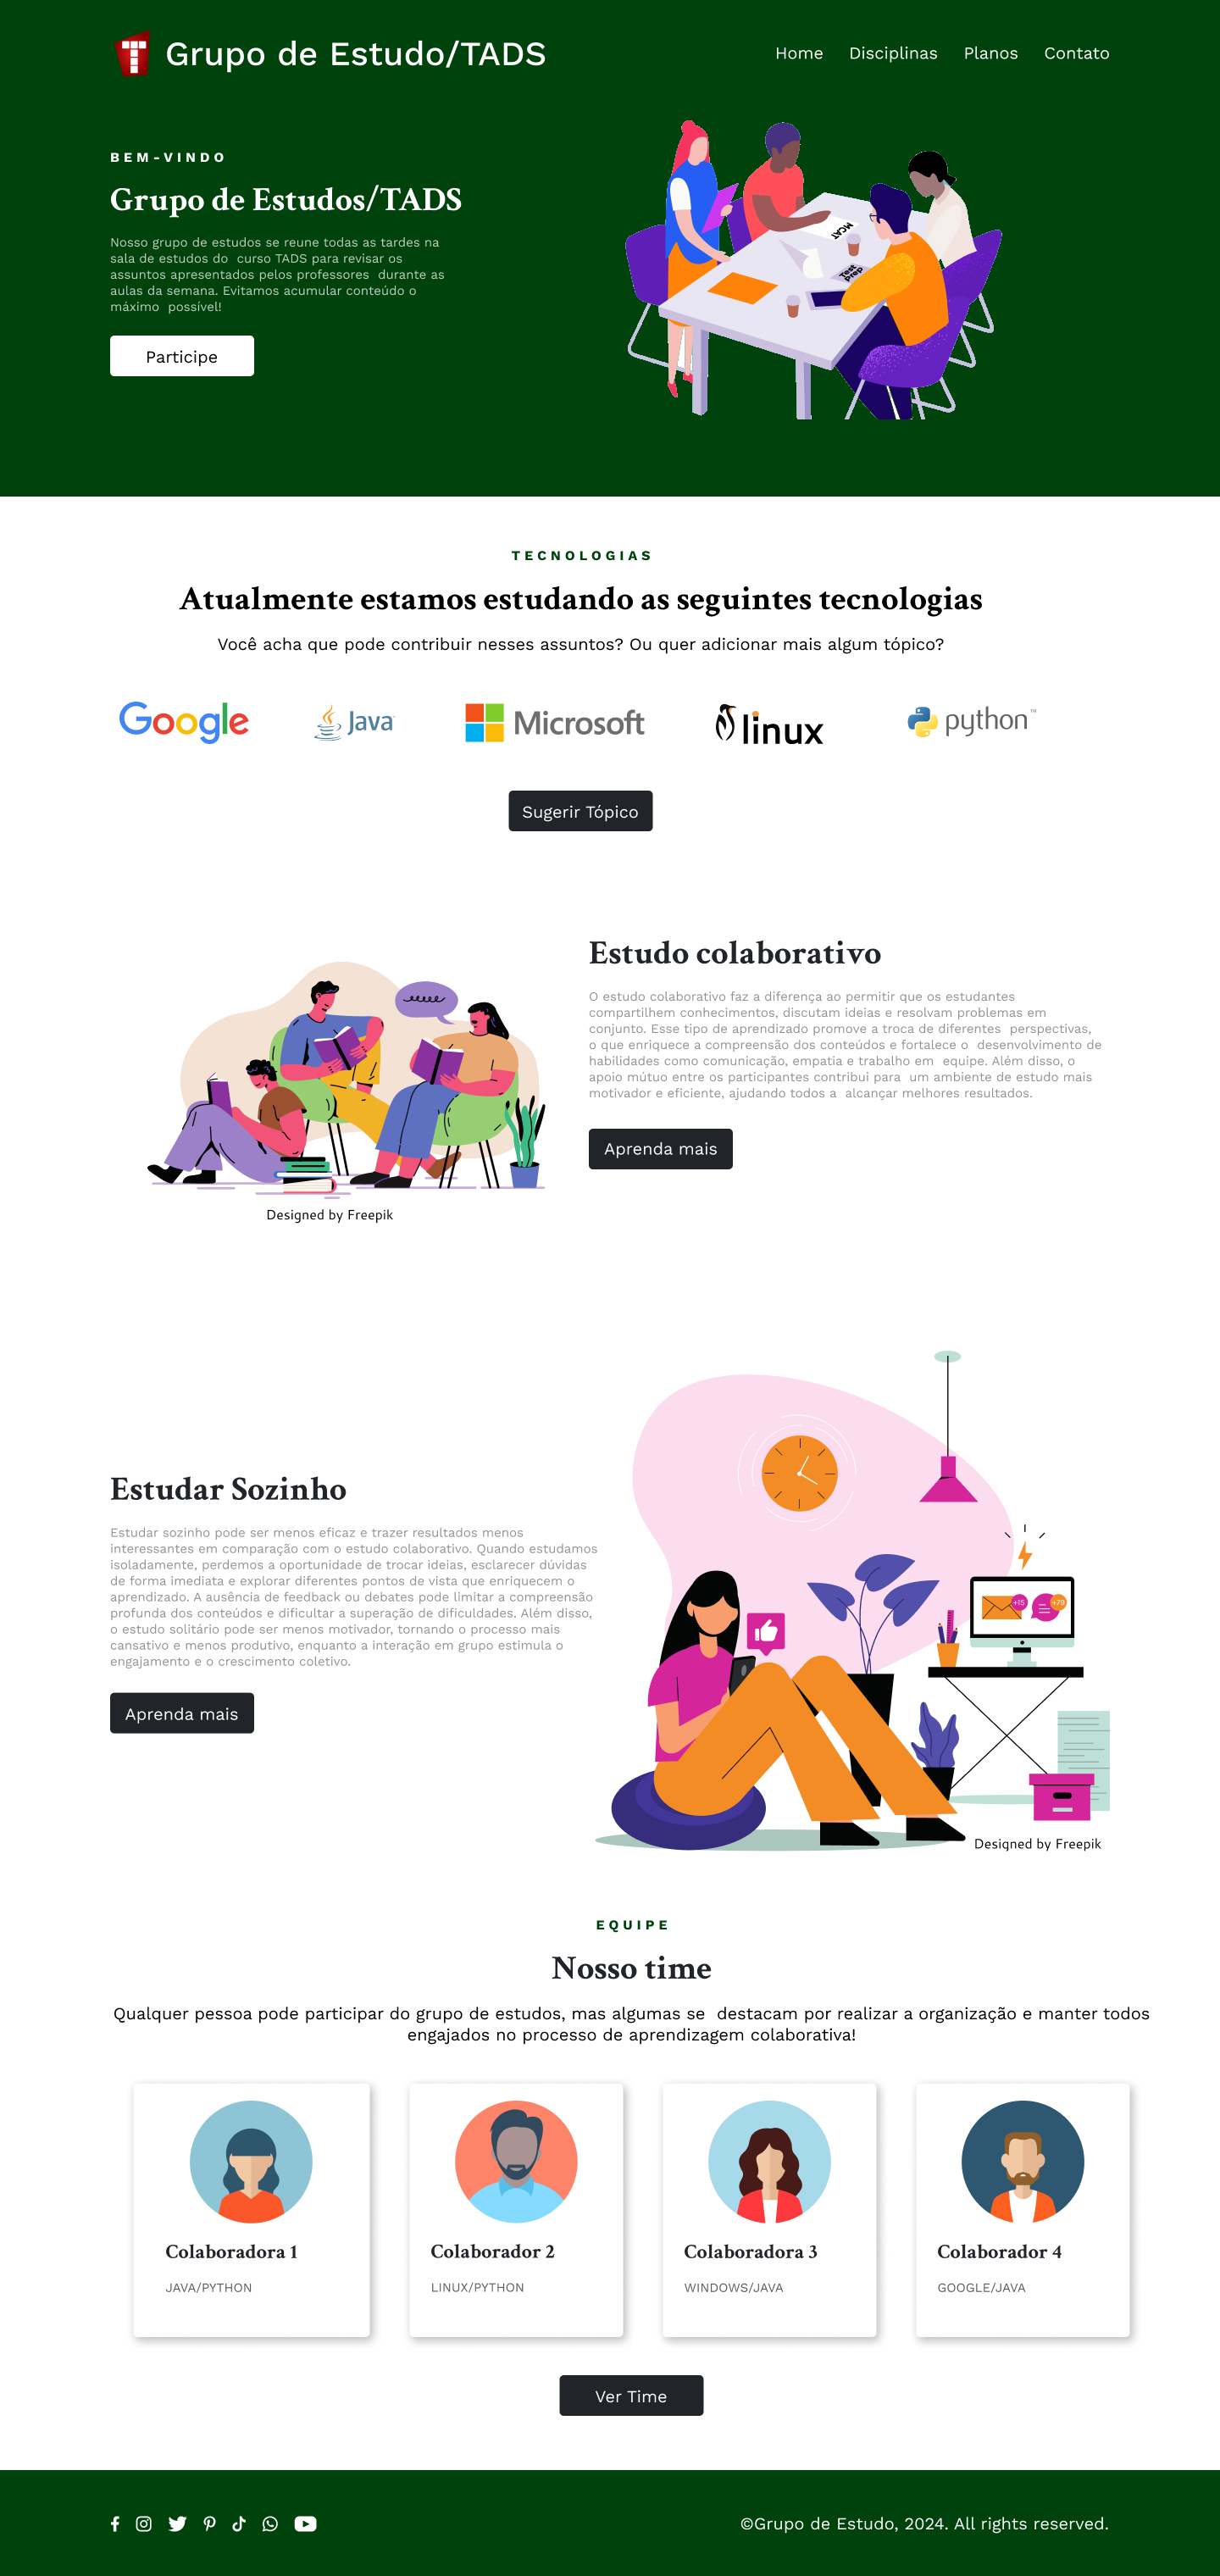 Grupo de Estudo/TADS
Home Disciplinas Planos Contato
BEM-VINDO
Grupo de Estudos/TADS
Nosso grupo de estudos se reune todas as tardes na
sala de estudos do  curso TADS para revisar os
assuntos apresentados pelos professores  durante as
aulas da semana. Evitamos acumular conteúdo o
máximo  possível!
Participe
MCAT
Test
Prep
TECNOLOGIAS
Atualmente estamos estudando as seguintes tecnologias
Você acha que pode contribuir nesses assuntos? Ou quer adicionar mais algum tópico?
Google Java Microsoft linux python™
Sugerir Tópico
Estudo colaborativo
O estudo colaborativo faz a diferença ao permitir que os estudantes
compartilhem conhecimentos, discutam ideias e resolvam problemas em
conjunto. Esse tipo de aprendizado promove a troca de diferentes  perspectivas,
o que enriquece a compreensão dos conteúdos e fortalece o  desenvolvimento de
habilidades como comunicação, empatia e trabalho em  equipe. Além disso, o
apoio mútuo entre os participantes contribui para  um ambiente de estudo mais
motivador e eficiente, ajudando todos a  alcançar melhores resultados.
Aprenda mais
Designed by Freepik
Estudar Sozinho
Estudar sozinho pode ser menos eficaz e trazer resultados menos
interessantes em comparação com o estudo colaborativo. Quando estudamos
isoladamente, perdemos a oportunidade de trocar ideias, esclarecer dúvidas
de forma imediata e explorar diferentes pontos de vista que enriquecem o
aprendizado. A ausência de feedback ou debates pode limitar a compreensão
profunda dos conteúdos e dificultar a superação de dificuldades. Além disso,
o estudo solitário pode ser menos motivador, tornando o processo mais
cansativo e menos produtivo, enquanto a interação em grupo estimula o
engajamento e o crescimento coletivo.
Aprenda mais
+15 +79
Designed by Freepik
EQUIPE
Nosso time
Qualquer pessoa pode participar do grupo de estudos, mas algumas se  destacam por realizar a organização e manter todos
engajados no processo de aprendizagem colaborativa!
Colaboradora 1
JAVA/PYTHON
Colaborador 2
LINUX/PYTHON
Colaboradora 3
WINDOWS/JAVA
Colaborador 4
GOOGLE/JAVA
Ver Time
©Grupo de Estudo, 2024. All rights reserved.